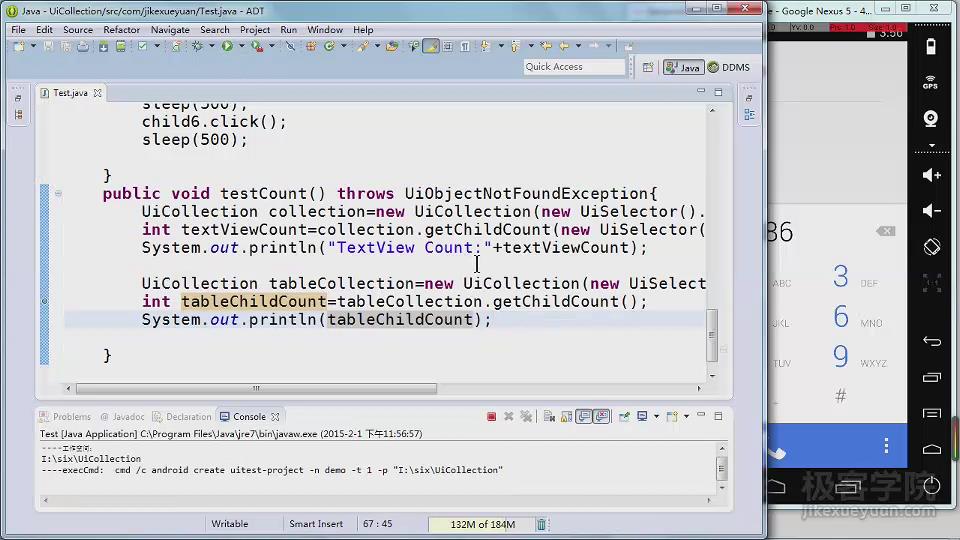 Java - UiCollection/src/com/jikexueyuan/Test.java - ADT
File Edit Source Refactor Navigate Search Project Run Window Help
Quick Access
Java
DDMS
Test.java
sleep(500);
child6.click();
sleep(500);
}
public void testCount() throws UiObjectNotFoundException{
UiCollection collection=new UiCollection(new UiSelector().
int textViewCount=collection.getChildCount(new UiSelector(
System.out.println("TextView Count:"+textViewCount);
UiCollection tableCollection=new UiCollection(new UiSelect
int tableChildCount=tableCollection.getChildCount();
System.out.println(tableChildCount);
}
Problems Javadoc Declaration Console
Test [Java Application] C:\Program Files\Java\jre7\bin\javaw.exe (2015-2-1 下午11:56:57)
----工作空间:
I:\six\UiCollection
----execCmd: cmd /c android create uitest-project -n demo -t 1 -p "I:\six\UiCollection"
Writable Smart Insert 67 : 45 132M of 184M
Google Nexus 5 - 4...
3:56
GPS
86
3 DEF
6 MNO
9 WXYZ
#
极客学院
jikexueyuan.com